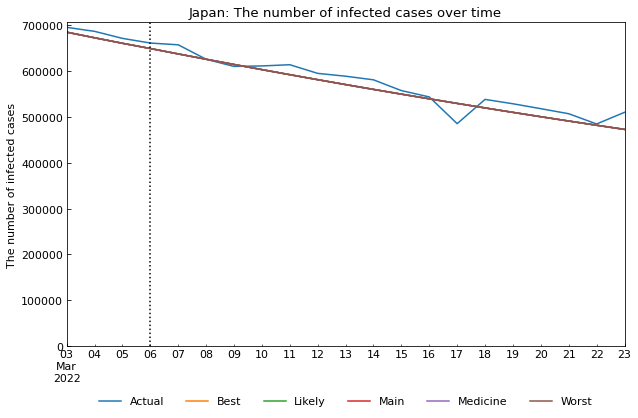 Japan: The number of infected cases over time
The number of infected cases
700000
600000
500000
400000
300000
200000
100000
0
03 04 05 06 07 08 09 10 11 12 13 14 15 16 17 18 19 20 21 22 23
Mar
2022
Actual Best Likely Main Medicine Worst